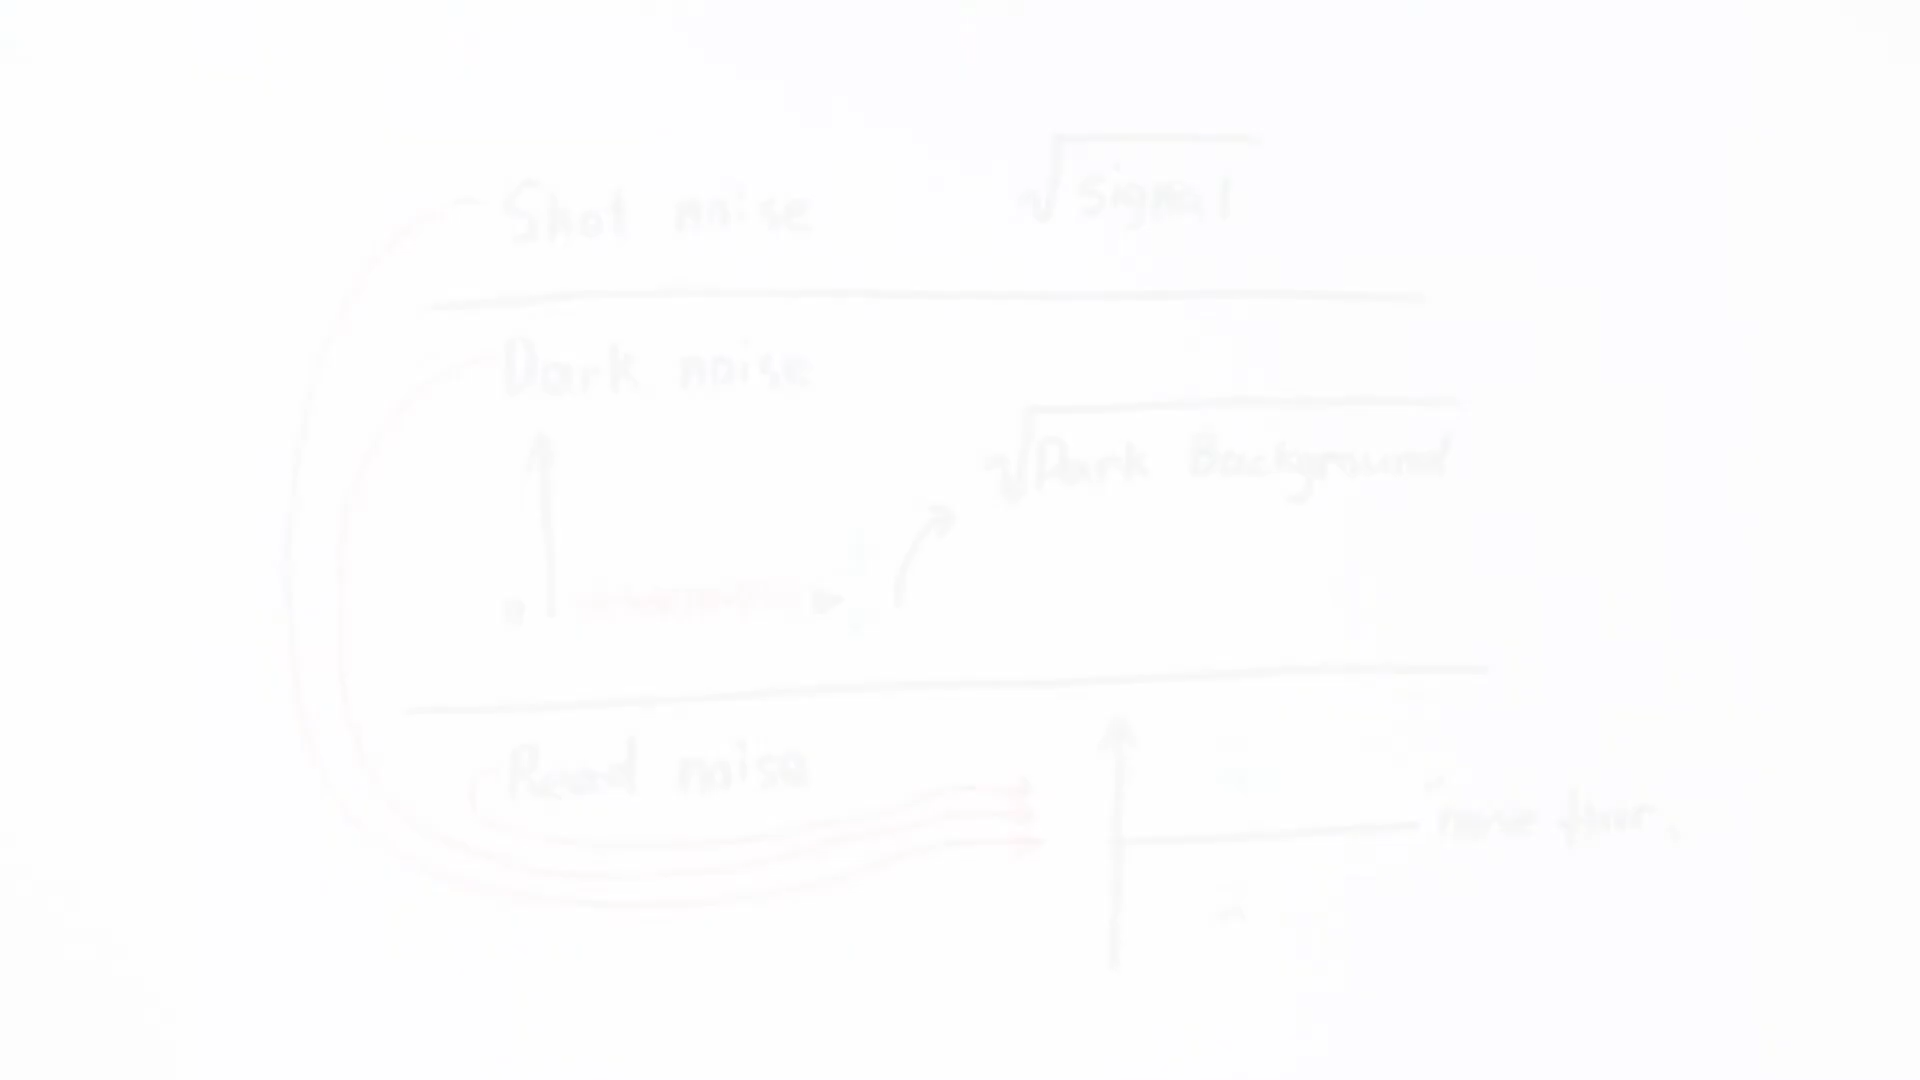 Shot noise
√Signal
Dark noise
√Dark Background
Read noise
noise floor